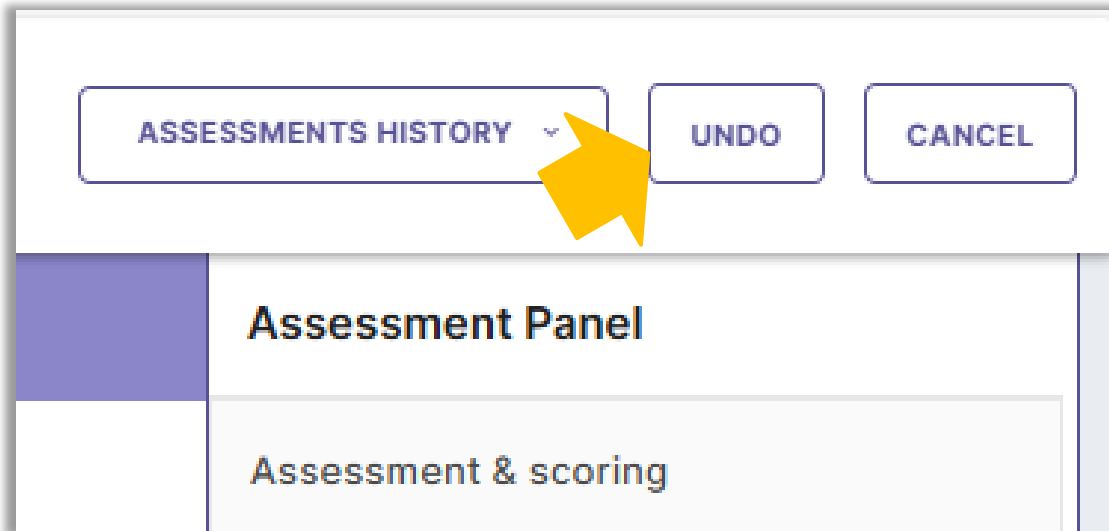 ASSESSMENTS HISTORY UNDO CANCEL
Assessment Panel
Assessment & scoring